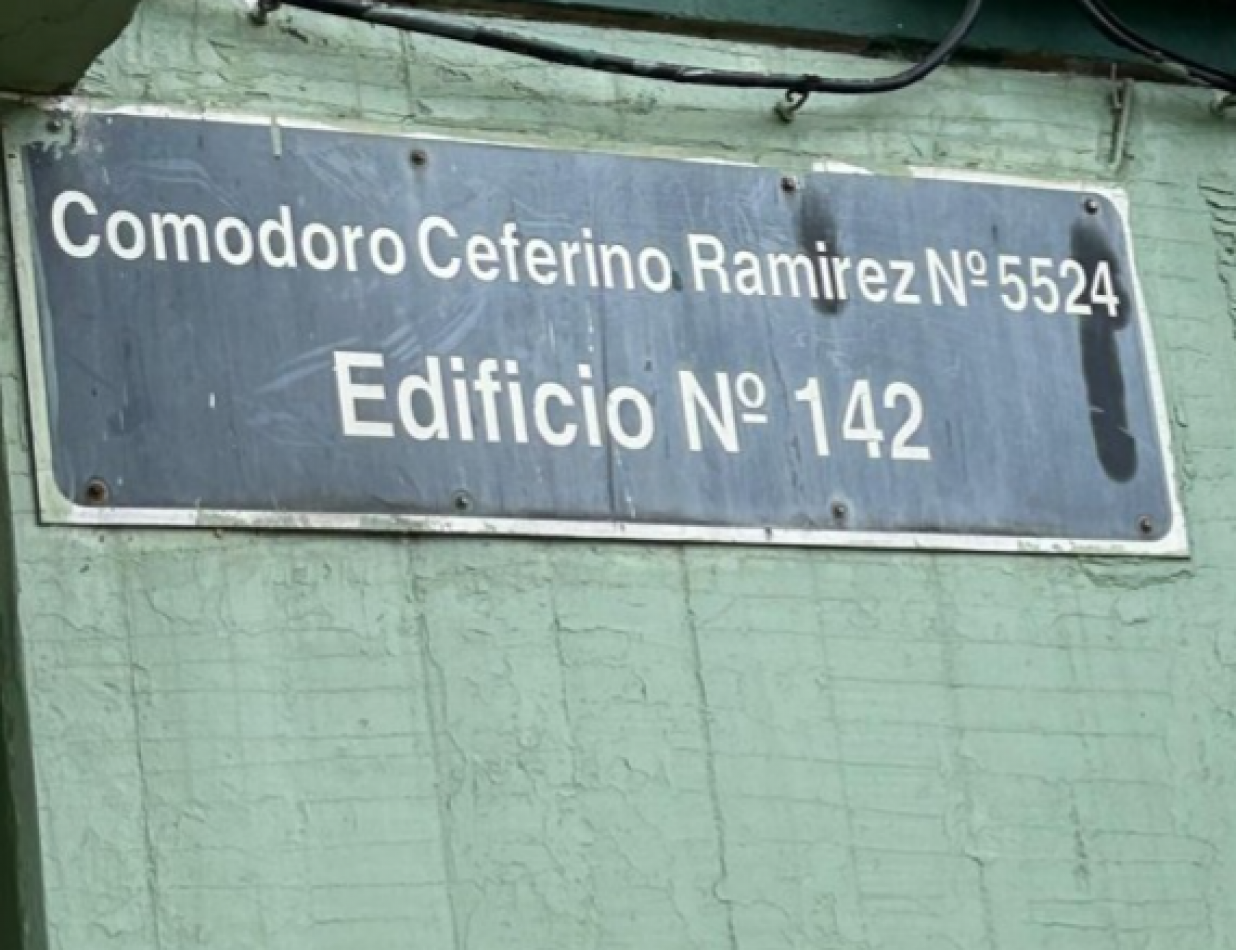 Comodoro Ceferino Ramirez Nº 5524
Edificio Nº 142